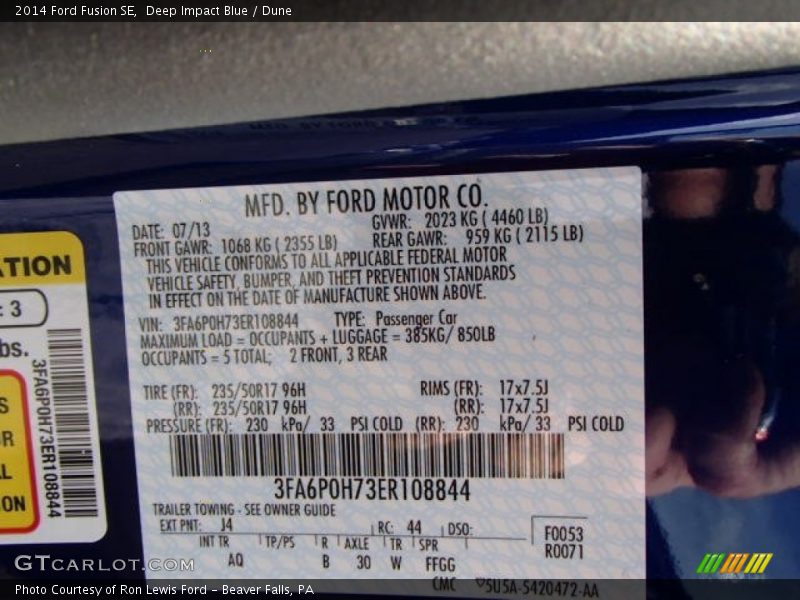 2014 Ford Fusion SE,  Deep Impact Blue / Dune
MFD. BY FORD MOTOR CO.
DATE: 07/13 GVWR: 2023 KG ( 4460 LB)
FRONT GAWR: 1068 KG ( 2355 LB) REAR GAWR: 959 KG ( 2115 LB)
THIS VEHICLE CONFORMS TO ALL APPLICABLE FEDERAL MOTOR
VEHICLE SAFETY, BUMPER, AND THEFT PREVENTION STANDARDS
IN EFFECT ON THE DATE OF MANUFACTURE SHOWN ABOVE.
VIN: 3FA6P0H73ER108844 TYPE: Passenger Car
MAXIMUM LOAD = OCCUPANTS + LUGGAGE = 385KG/ 850LB
OCCUPANTS = 5 TOTAL; 2 FRONT, 3 REAR
TIRE (FR): 235/50R17 96H RIMS (FR): 17x7.5J
(RR): 235/50R17 96H (RR): 17x7.5J
PRESSURE (FR): 230 kPa/ 33 PSI COLD (RR): 230 kPa/ 33 PSI COLD
3FA6P0H73ER108844
TRAILER TOWING - SEE OWNER GUIDE
EXT PNT: J4 RC: 44 DSO: F0053
R0071
INT TR TP/PS R AXLE TR SPR
AQ B 30 W FFGG
CMC 5U5A-5420472-AA
ATION
: 3
bs.
S
R
L
ON
3FA6P0H73ER108844
GTCARLOT.COM
Photo Courtesy of Ron Lewis Ford - Beaver Falls, PA